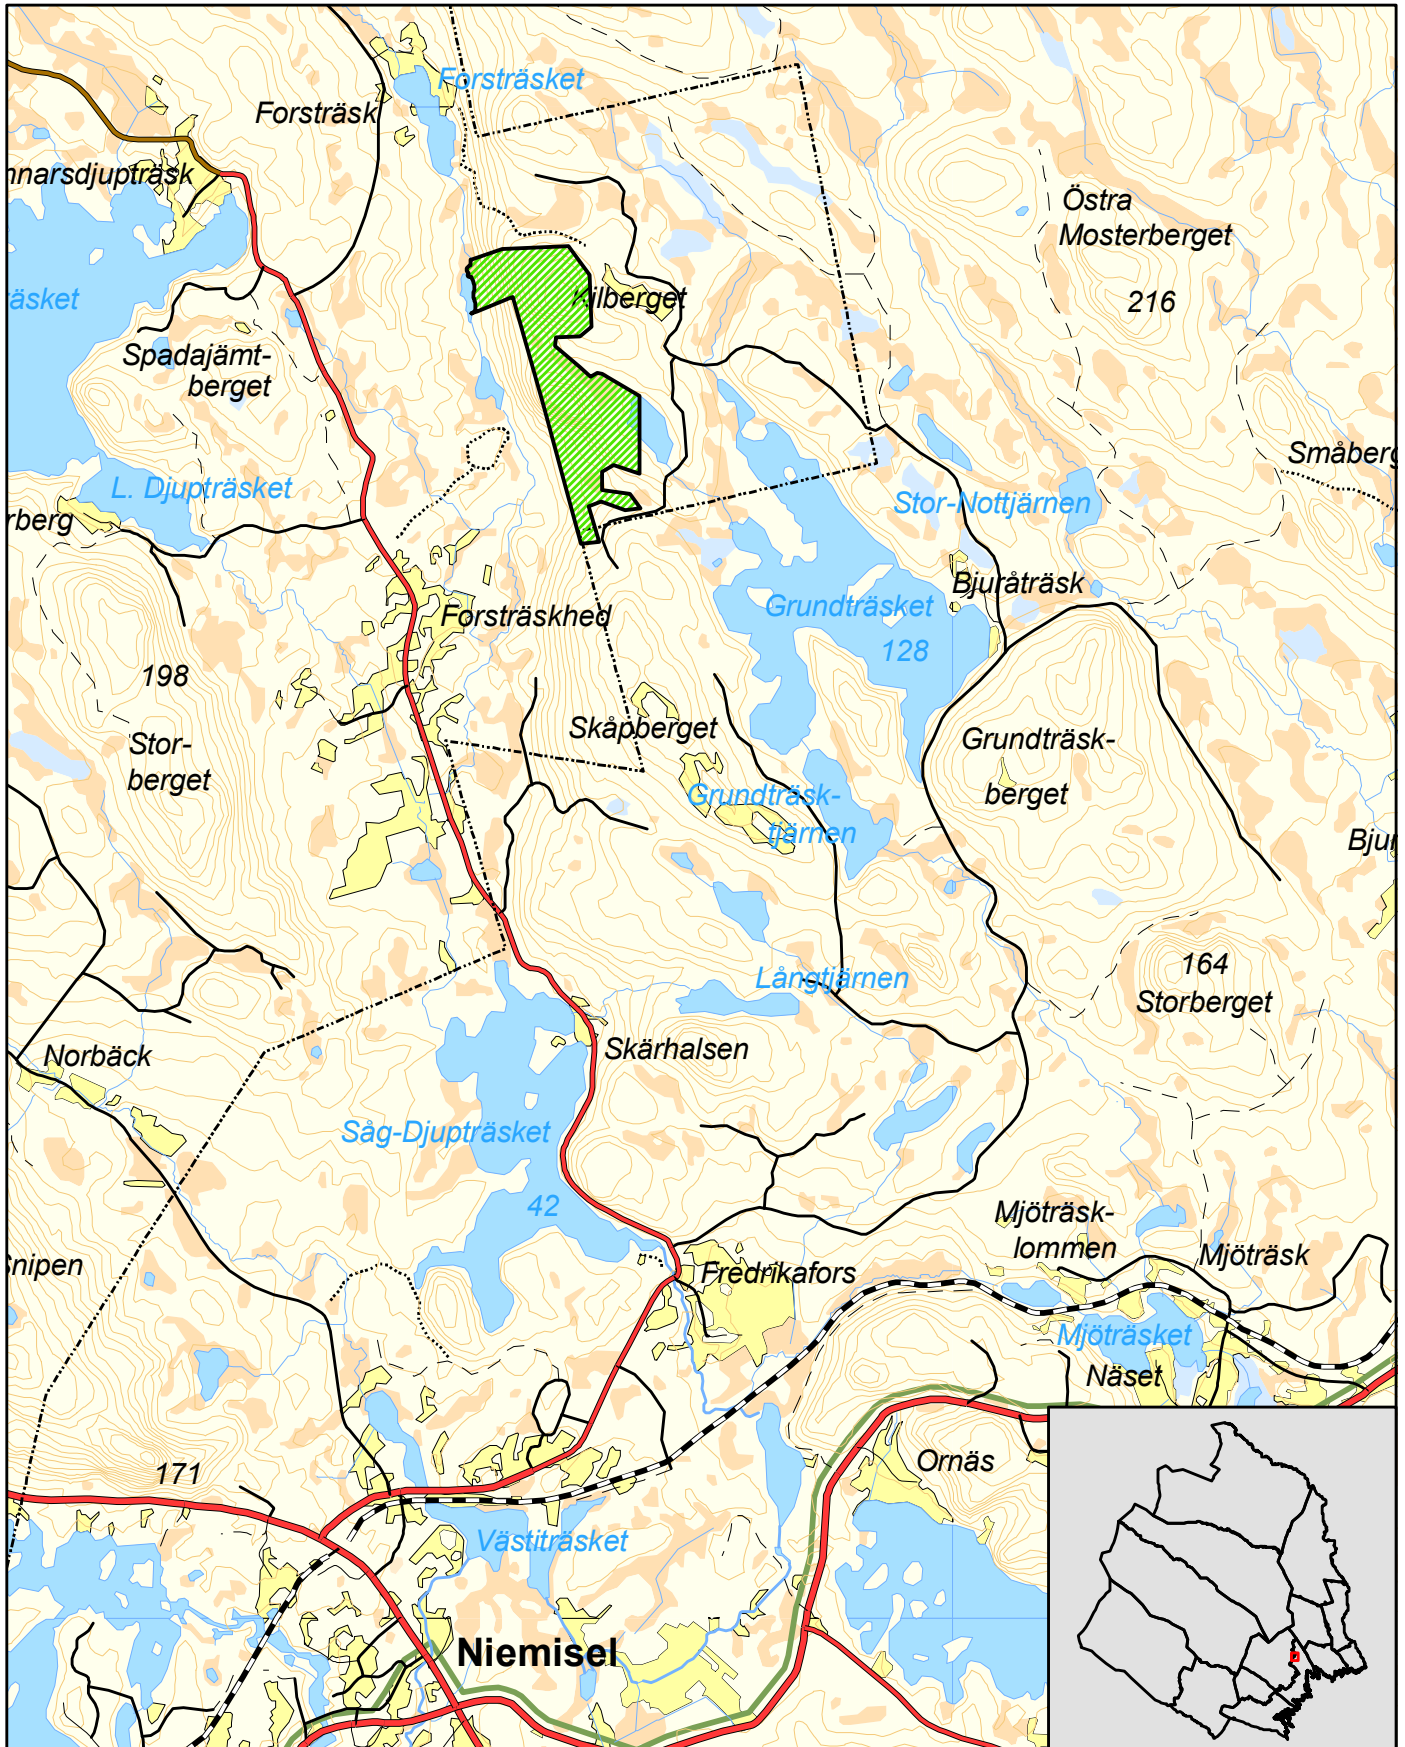 Forsträsket
Forsträsk
nnarsdjupträsk
Östra
Mosterberget
216
räsket
Kilberget
Spadajämt-
berget
Småberg
L. Djupträsket
Stor-Nottjärnen
rberg
Bjuråträsk
Grundträsket
128
Forsträskhed
198
Skåpberget
Stor-
berget
Grundträsk-
berget
Grundträsk-
tjärnen
Bjur
Långtjärnen
164
Storberget
Skärhalsen
Norbäck
Såg-Djupträsket
42
Mjöträsk-
lommen
Mjöträsk
Snipen
Fredrikafors
Mjöträsket
Näset
171
Ornäs
Västiträsket
Niemisel